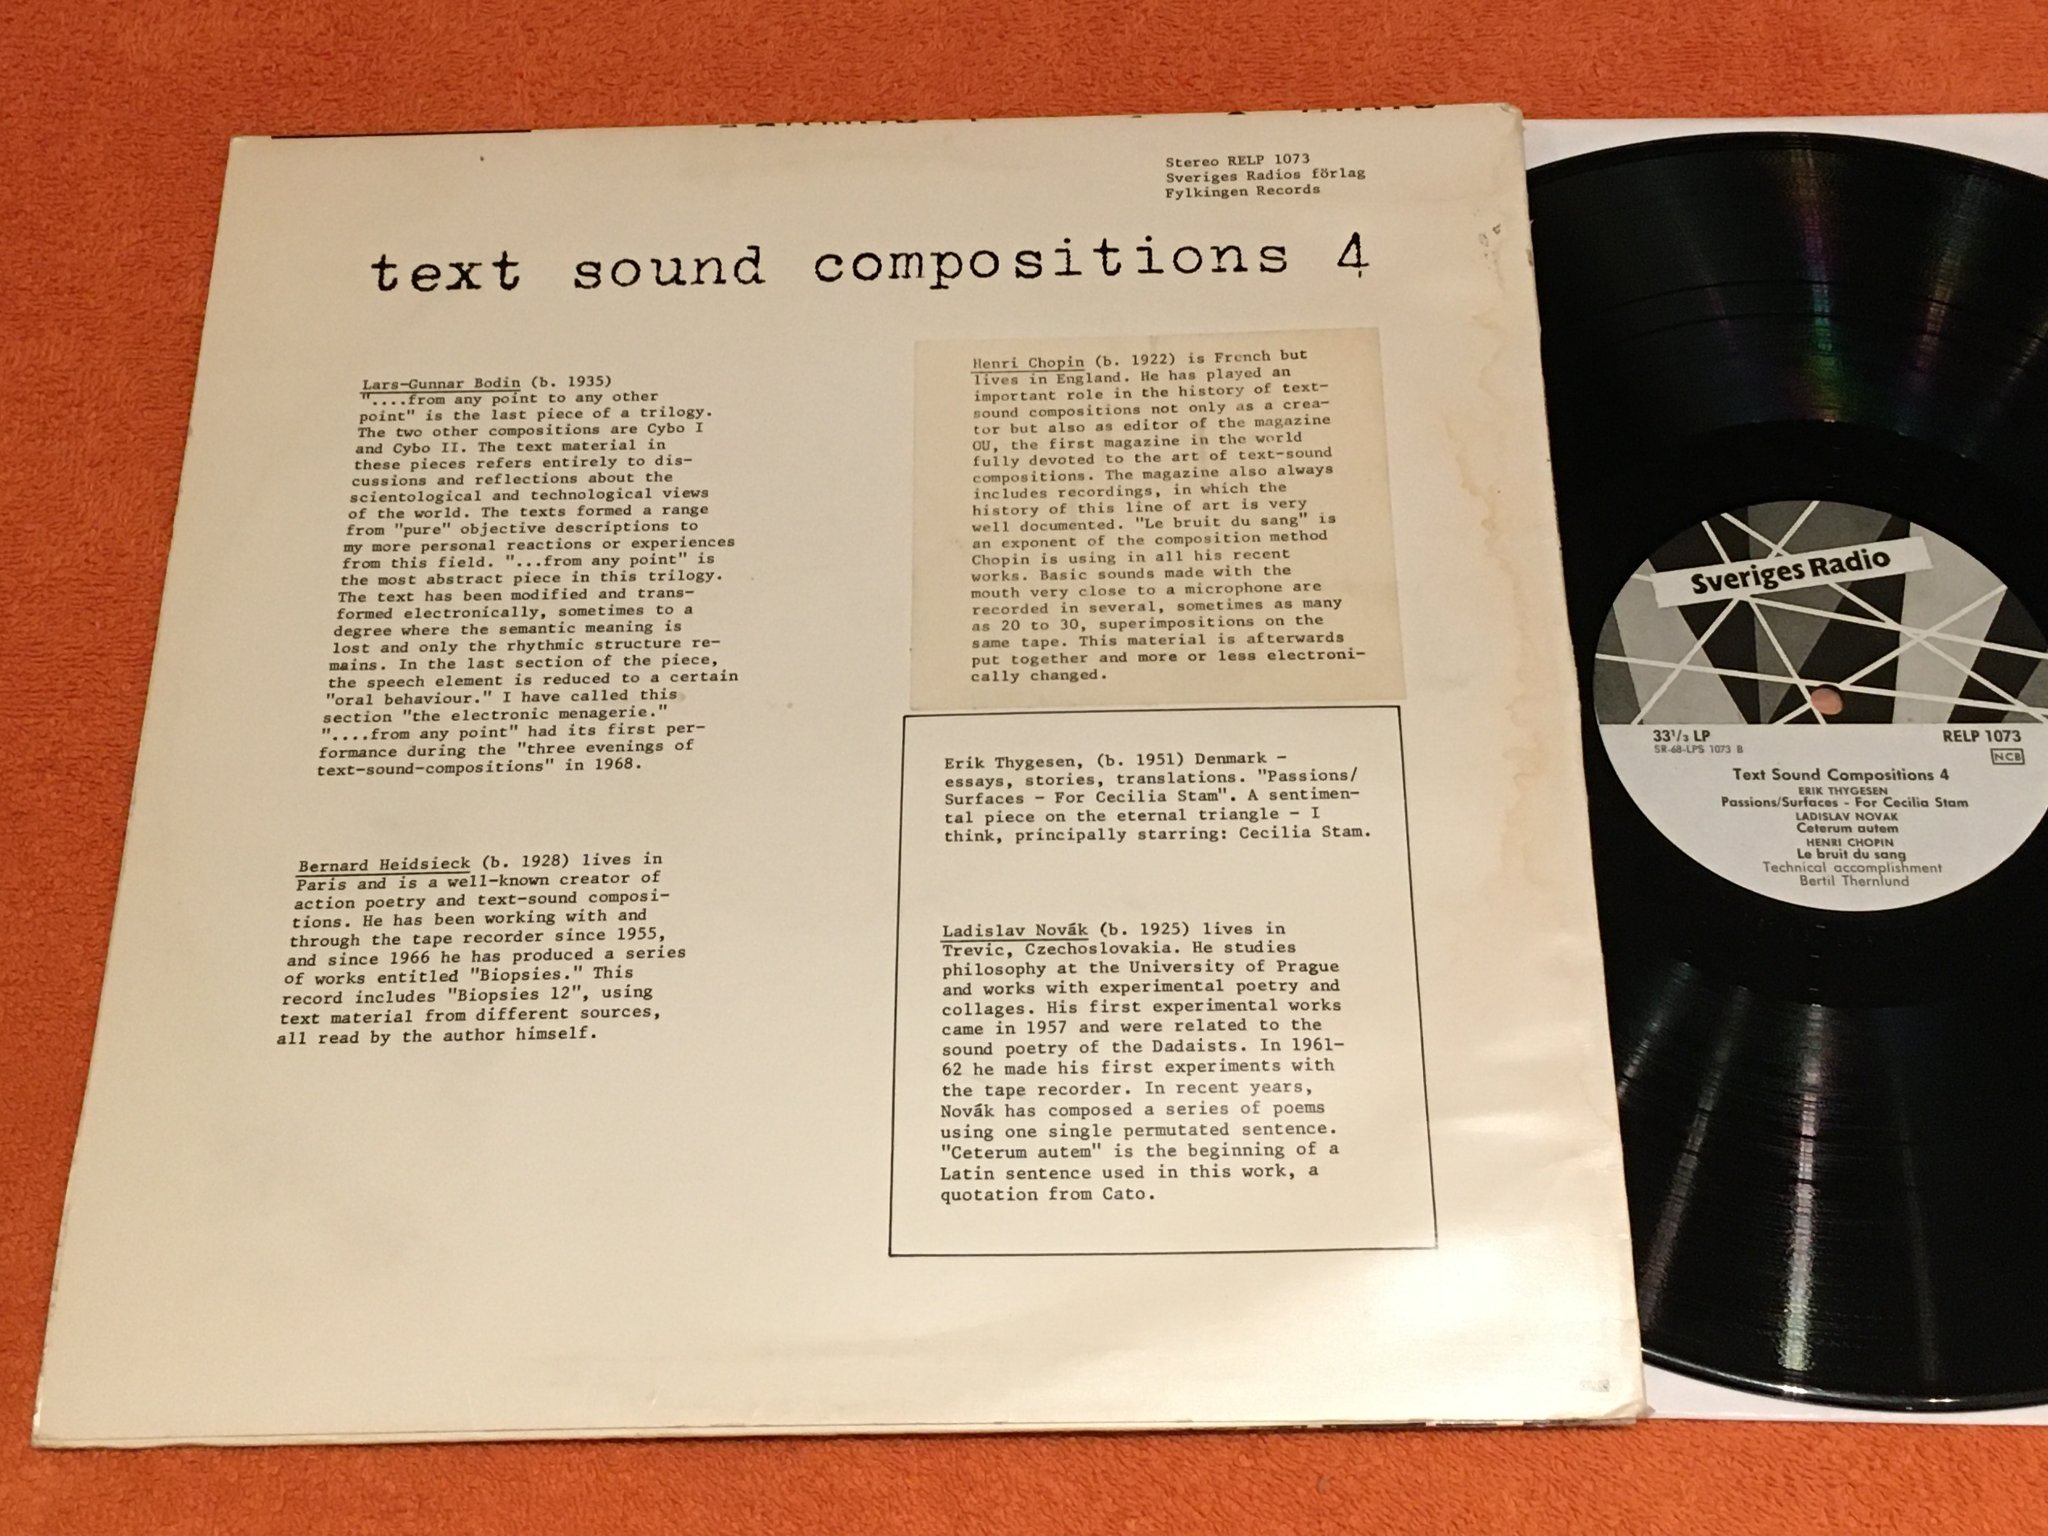 Stereo RELP 1073
Sveriges Radios förlag
Fylkingen Records
text sound compositions 4
Lars-Gunnar Bodin (b. 1935)
"....from any point to any other
point" is the last piece of a trilogy.
The two other compositions are Cybo I
and Cybo II. The text material in
these pieces refers entirely to dis-
cussions and reflections about the
scientological and technological views
of the world. The texts formed a range
from "pure" objective descriptions to
my more personal reactions or experiences
from this field. "...from any point" is
the most abstract piece in this trilogy.
The text has been modified and trans-
formed electronically, sometimes to a
degree where the semantic meaning is
lost and only the rhythmic structure re-
mains. In the last section of the piece,
the speech element is reduced to a certain
"oral behaviour." I have called this
section "the electronic menagerie."
"....from any point" had its first per-
formance during the "three evenings of
text-sound-compositions" in 1968.
Bernard Heidsieck (b. 1928) lives in
Paris and is a well-known creator of
action poetry and text-sound composi-
tions. He has been working with and
through the tape recorder since 1955,
and since 1966 he has produced a series
of works entitled "Biopsies." This
record includes "Biopsies 12", using
text material from different sources,
all read by the author himself.
Henri Chopin (b. 1922) is French but
lives in England. He has played an
important role in the history of text-
sound compositions not only as a crea-
tor but also as editor of the magazine
OU, the first magazine in the world
fully devoted to the art of text-sound
compositions. The magazine also always
includes recordings, in which the
history of this line of art is very
well documented. "Le bruit du sang" is
an exponent of the composition method
Chopin is using in all his recent
works. Basic sounds made with the
mouth very close to a microphone are
recorded in several, sometimes as many
as 20 to 30, superimpositions on the
same tape. This material is afterwards
put together and more or less electroni-
cally changed.
Erik Thygesen, (b. 1951) Denmark -
essays, stories, translations. "Passions/
Surfaces - For Cecilia Stam". A sentimen-
tal piece on the eternal triangle - I
think, principally starring: Cecilia Stam.
Ladislav Novák (b. 1925) lives in
Trevic, Czechoslovakia. He studies
philosophy at the University of Prague
and works with experimental poetry and
collages. His first experimental works
came in 1957 and were related to the
sound poetry of the Dadaists. In 1961-
62 he made his first experiments with
the tape recorder. In recent years,
Novák has composed a series of poems
using one single permutated sentence.
"Ceterum autem" is the beginning of a
Latin sentence used in this work, a
quotation from Cato.
Sveriges Radio
33⅓ LP RELP 1073
SR-68-LPS 1073 B NCB
Text Sound Compositions 4
ERIK THYGESEN
Passions/Surfaces - For Cecilia Stam
LADISLAV NOVAK
Ceterum autem
HENRI CHOPIN
Le bruit du sang
Technical accomplishment
Bertil Thernlund